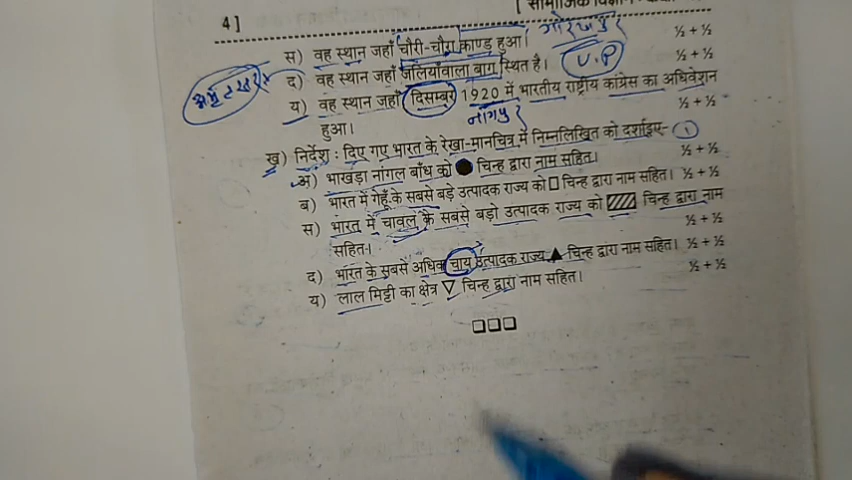 4]
[ सामाजिक विज्ञान
स) वह स्थान जहाँ चौरी-चौरा काण्ड हुआ। गोरखपुर ½ + ½
द) वह स्थान जहाँ जलियाँवाला बाग स्थित है। U.P ½ + ½
अमृतसर
य) वह स्थान जहाँ दिसम्बर 1920 में भारतीय राष्ट्रीय कांग्रेस का अधिवेशन
हुआ। नागपुर ½ + ½
ख) निर्देश : दिए गए भारत के रेखा-मानचित्र में निम्नलिखित को दर्शाइए- 1
अ) भाखंड़ा नांगल बाँध को ● चिन्ह द्वारा नाम सहित। ½ + ½
ब) भारत में गेहूँ के सबसे बड़े उत्पादक राज्य को □ चिन्ह द्वारा नाम सहित। ½ + ½
स) भारत में चावल के सबसे बड़ो उत्पादक राज्य को ▨ चिन्ह द्वारा नाम
सहित। ½ + ½
द) भारत के सबसे अधिक चाय उत्पादक राज्य ▲ चिन्ह द्वारा नाम सहित। ½ + ½
य) लाल मिट्टी का क्षेत्र ▽ चिन्ह द्वारा नाम सहित। ½ + ½
□□□